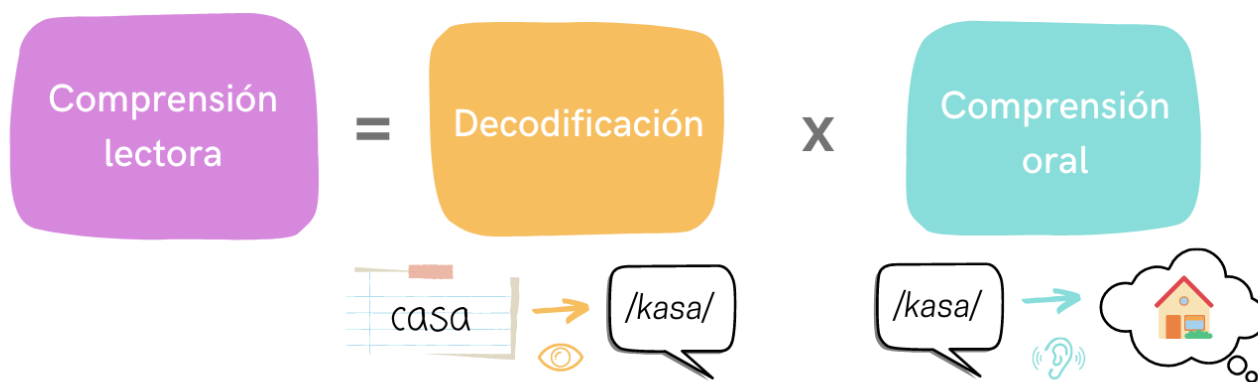 Comprensión
lectora
=
Decodificación
x
Comprensión
oral
casa
/kasa/
/kasa/